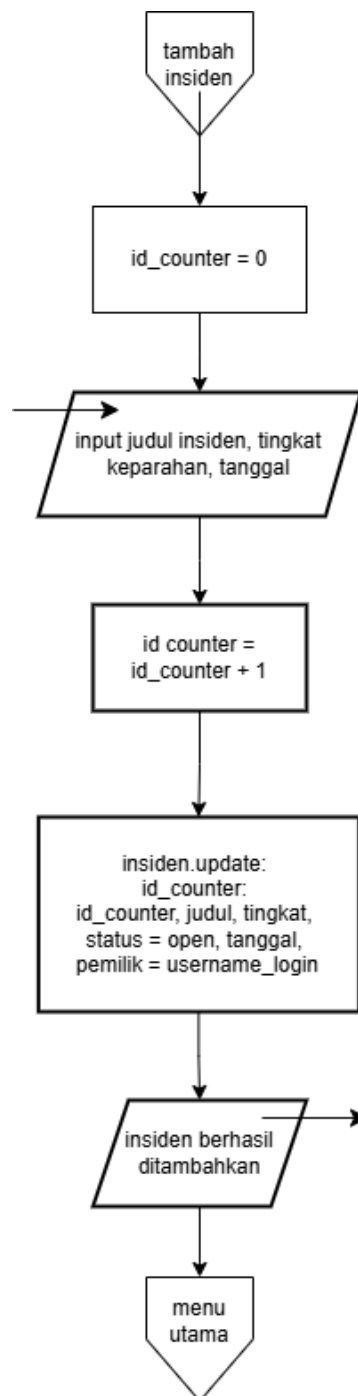 tambah
insiden
id_counter = 0
input judul insiden, tingkat
keparahan, tanggal
id counter =
id_counter + 1
insiden.update:
id_counter:
id_counter, judul, tingkat,
status = open, tanggal,
pemilik = username_login
insiden berhasil
ditambahkan
menu
utama